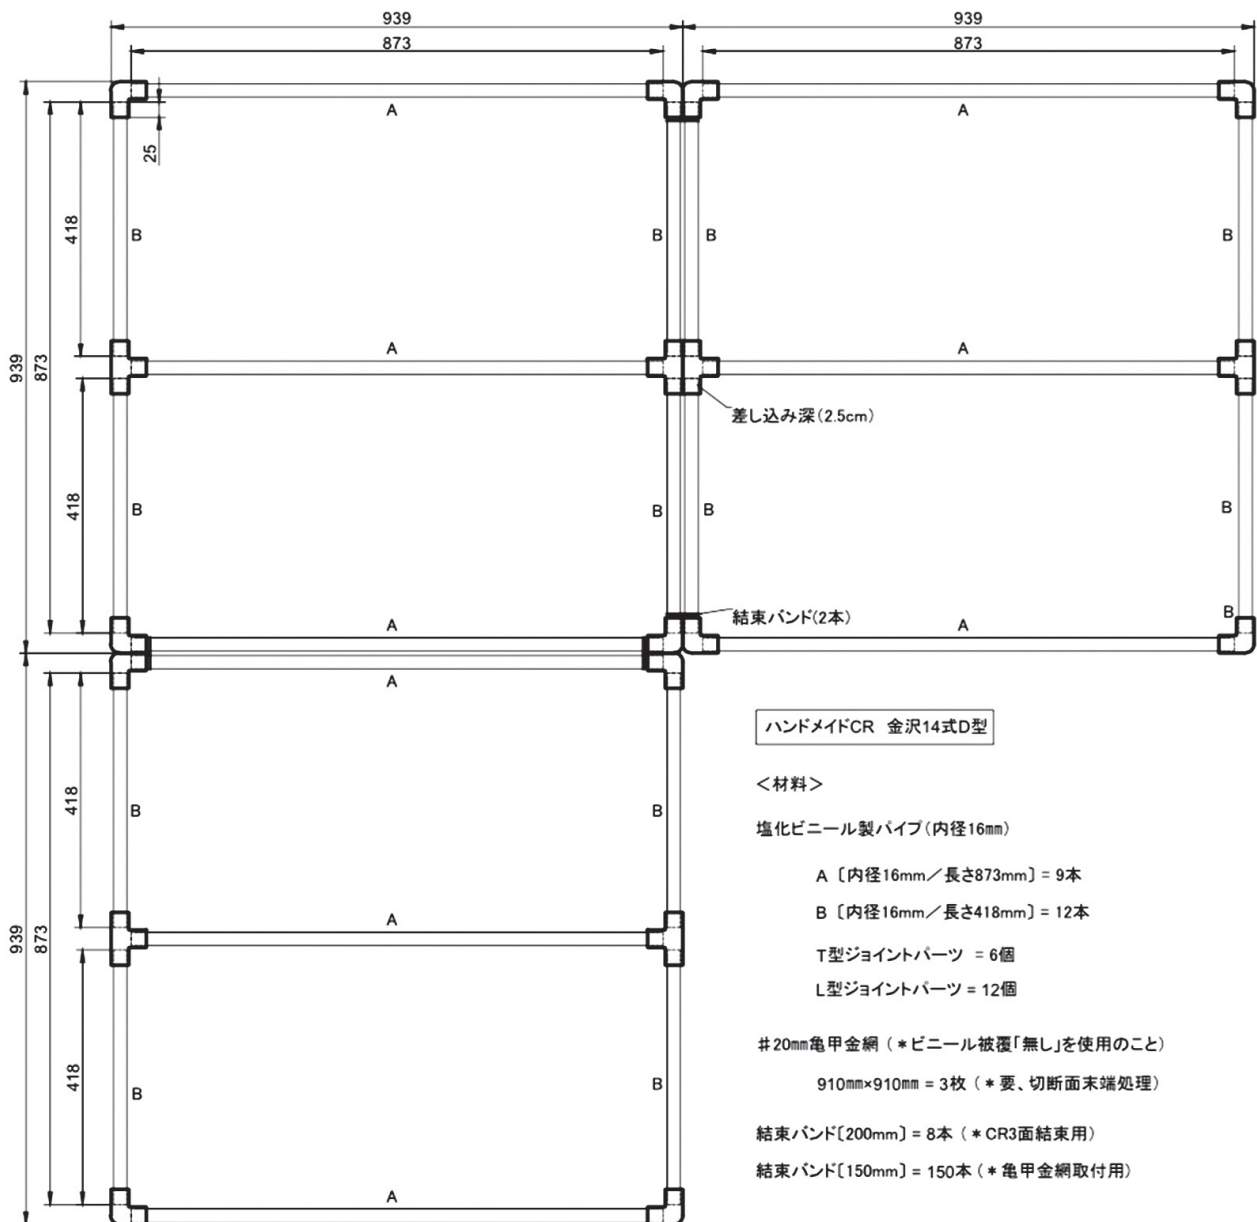 939
939
873
873
A
A
25
418
B
B
B
B
939
873
A
A
差し込み深(2.5cm)
418
B
B
B
B
結束バンド(2本)
B
A
A
A
ハンドメイドCR 金沢14式D型
<材料>
418
B
B
塩化ビニール製パイプ(内径16㎜)
A〔内径16mm/長さ873mm〕= 9本
B〔内径16mm/長さ418mm〕= 12本
939
873
A
T型ジョイントパーツ = 6個
L型ジョイントパーツ = 12個
#20㎜亀甲金網(*ビニール被覆「無し」を使用のこと)
418
B
B
910㎜×910㎜ = 3枚(*要、切断面末端処理)
結束バンド〔200mm〕= 8本(*CR3面結束用)
結束バンド〔150mm〕= 150本(*亀甲金網取付用)
A